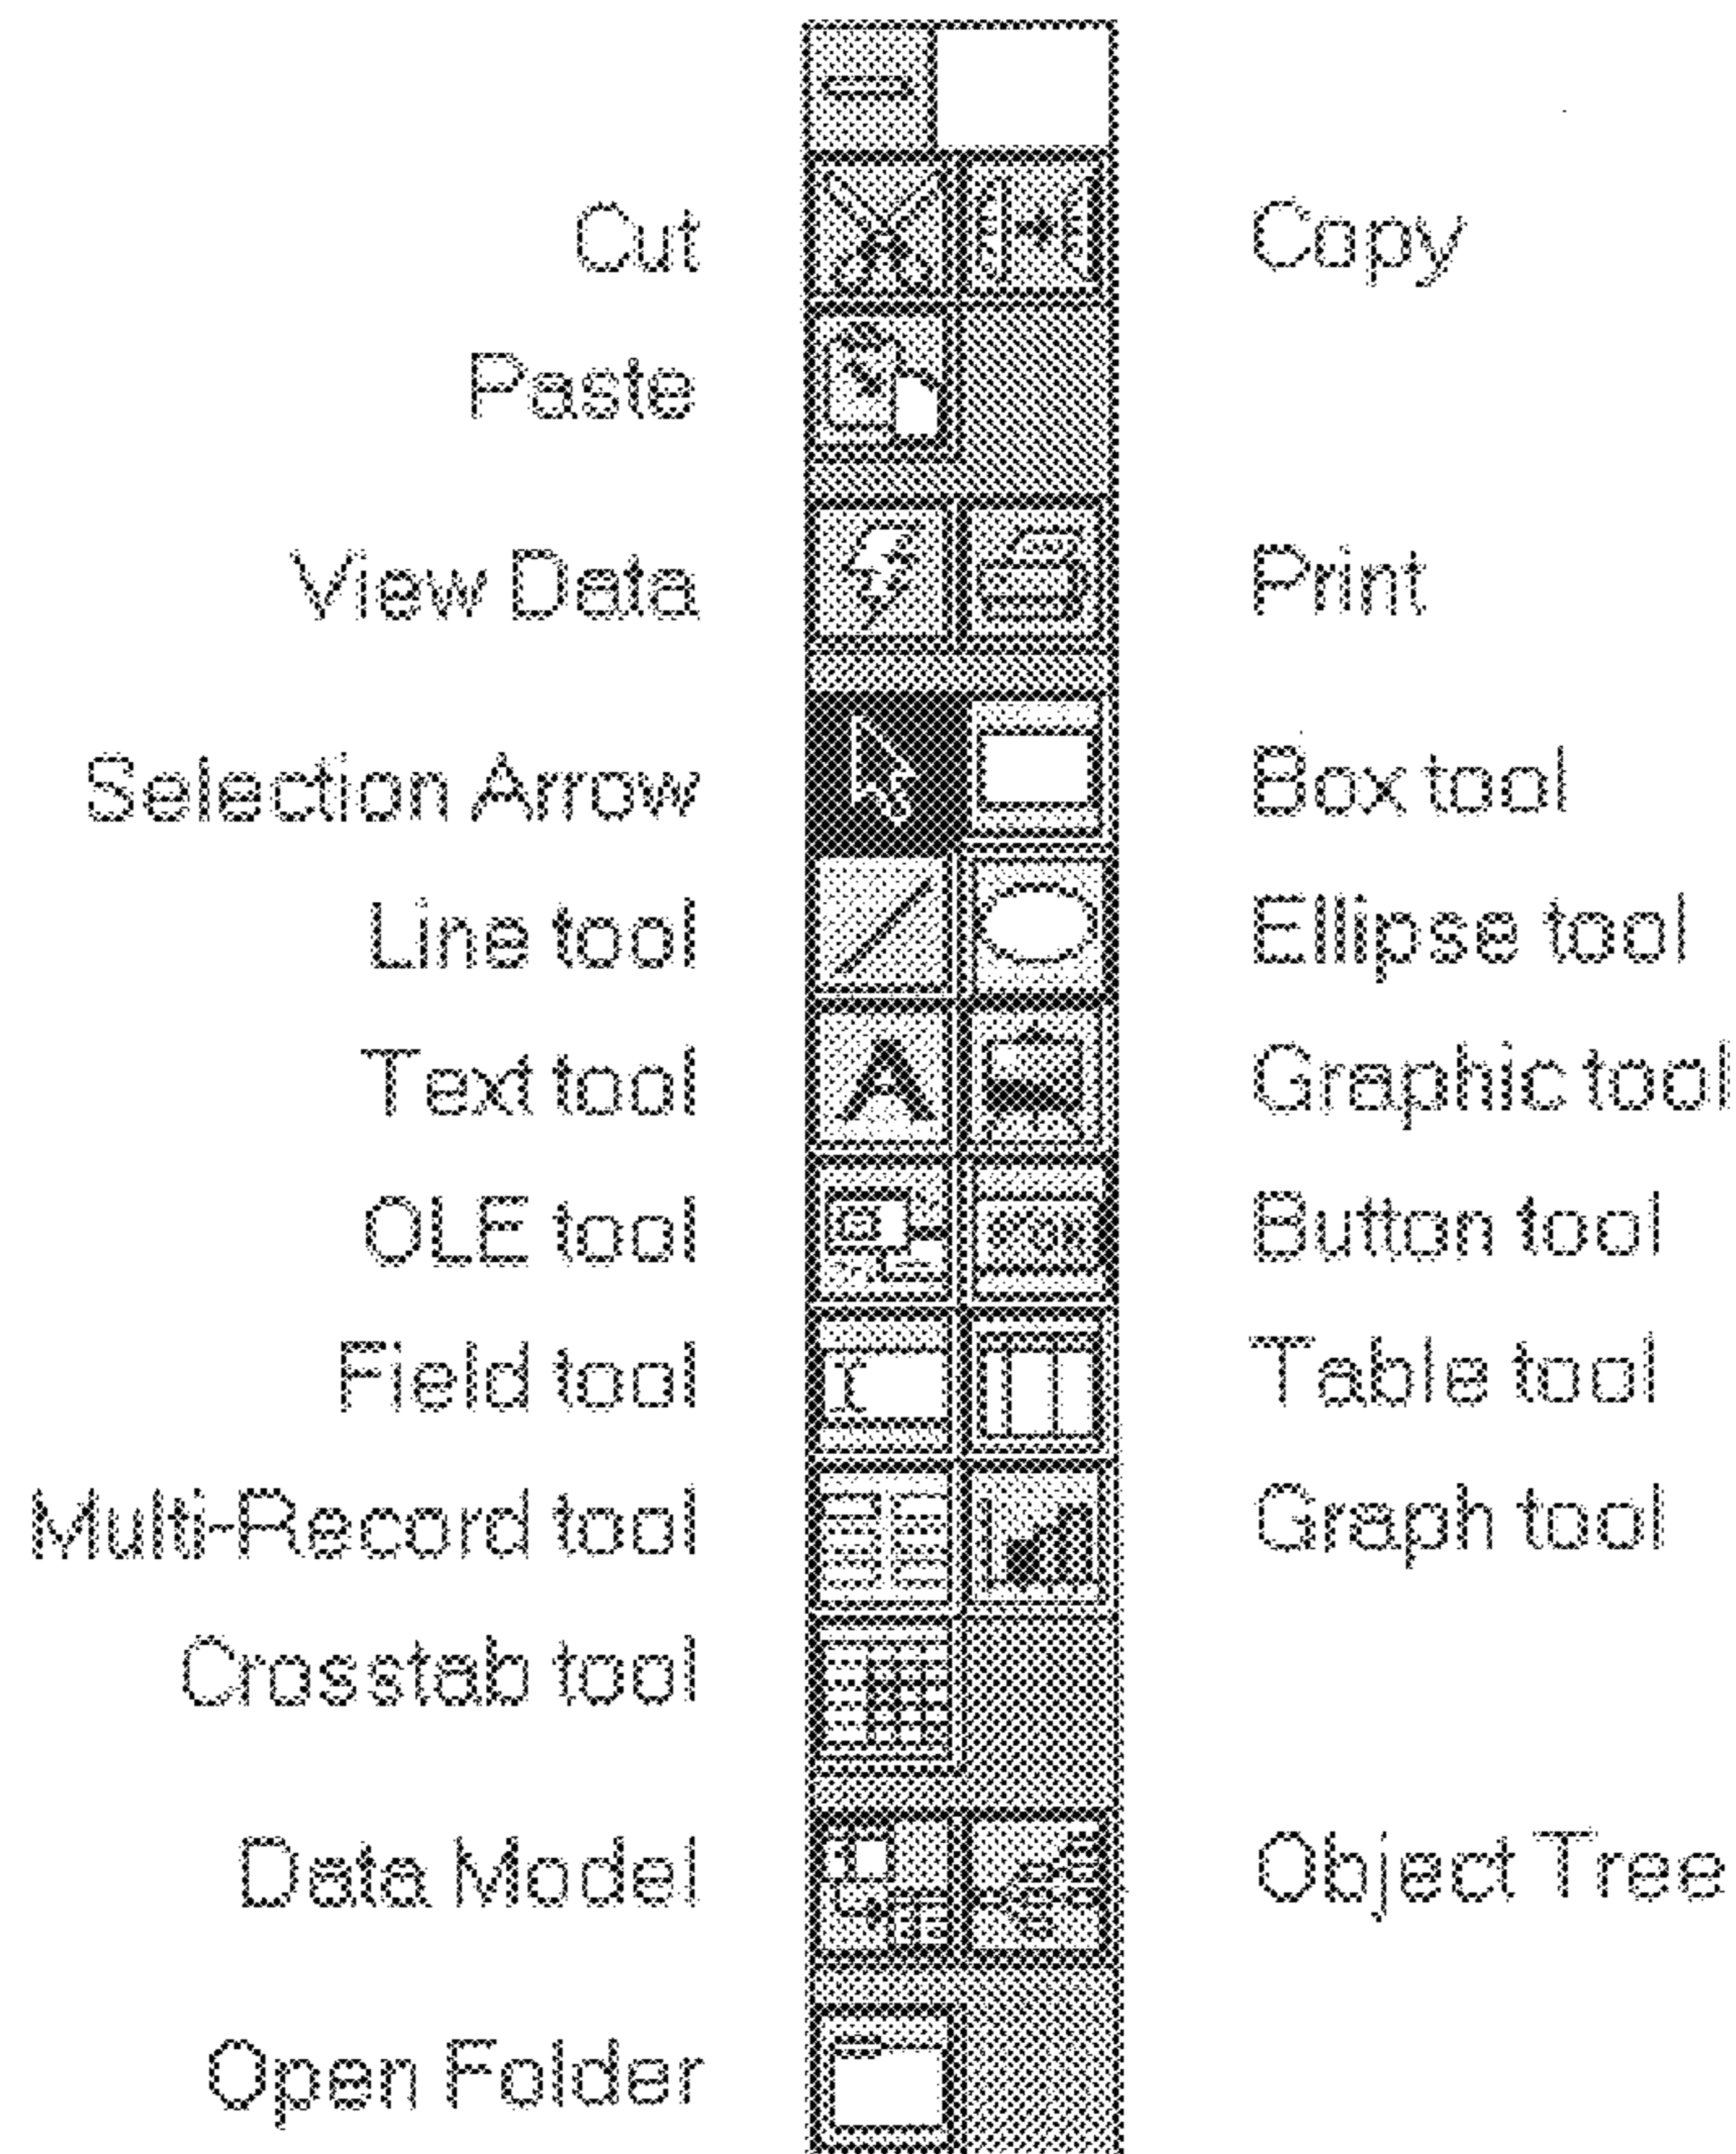 Cut Copy
Paste
View Data Print
Selection Arrow Box tool
Line tool Ellipse tool
Text tool Graphic tool
OLE tool Button tool
Field tool Table tool
Multi-Record tool Graph tool
Crosstab tool
Data Model Object Tree
Open Folder